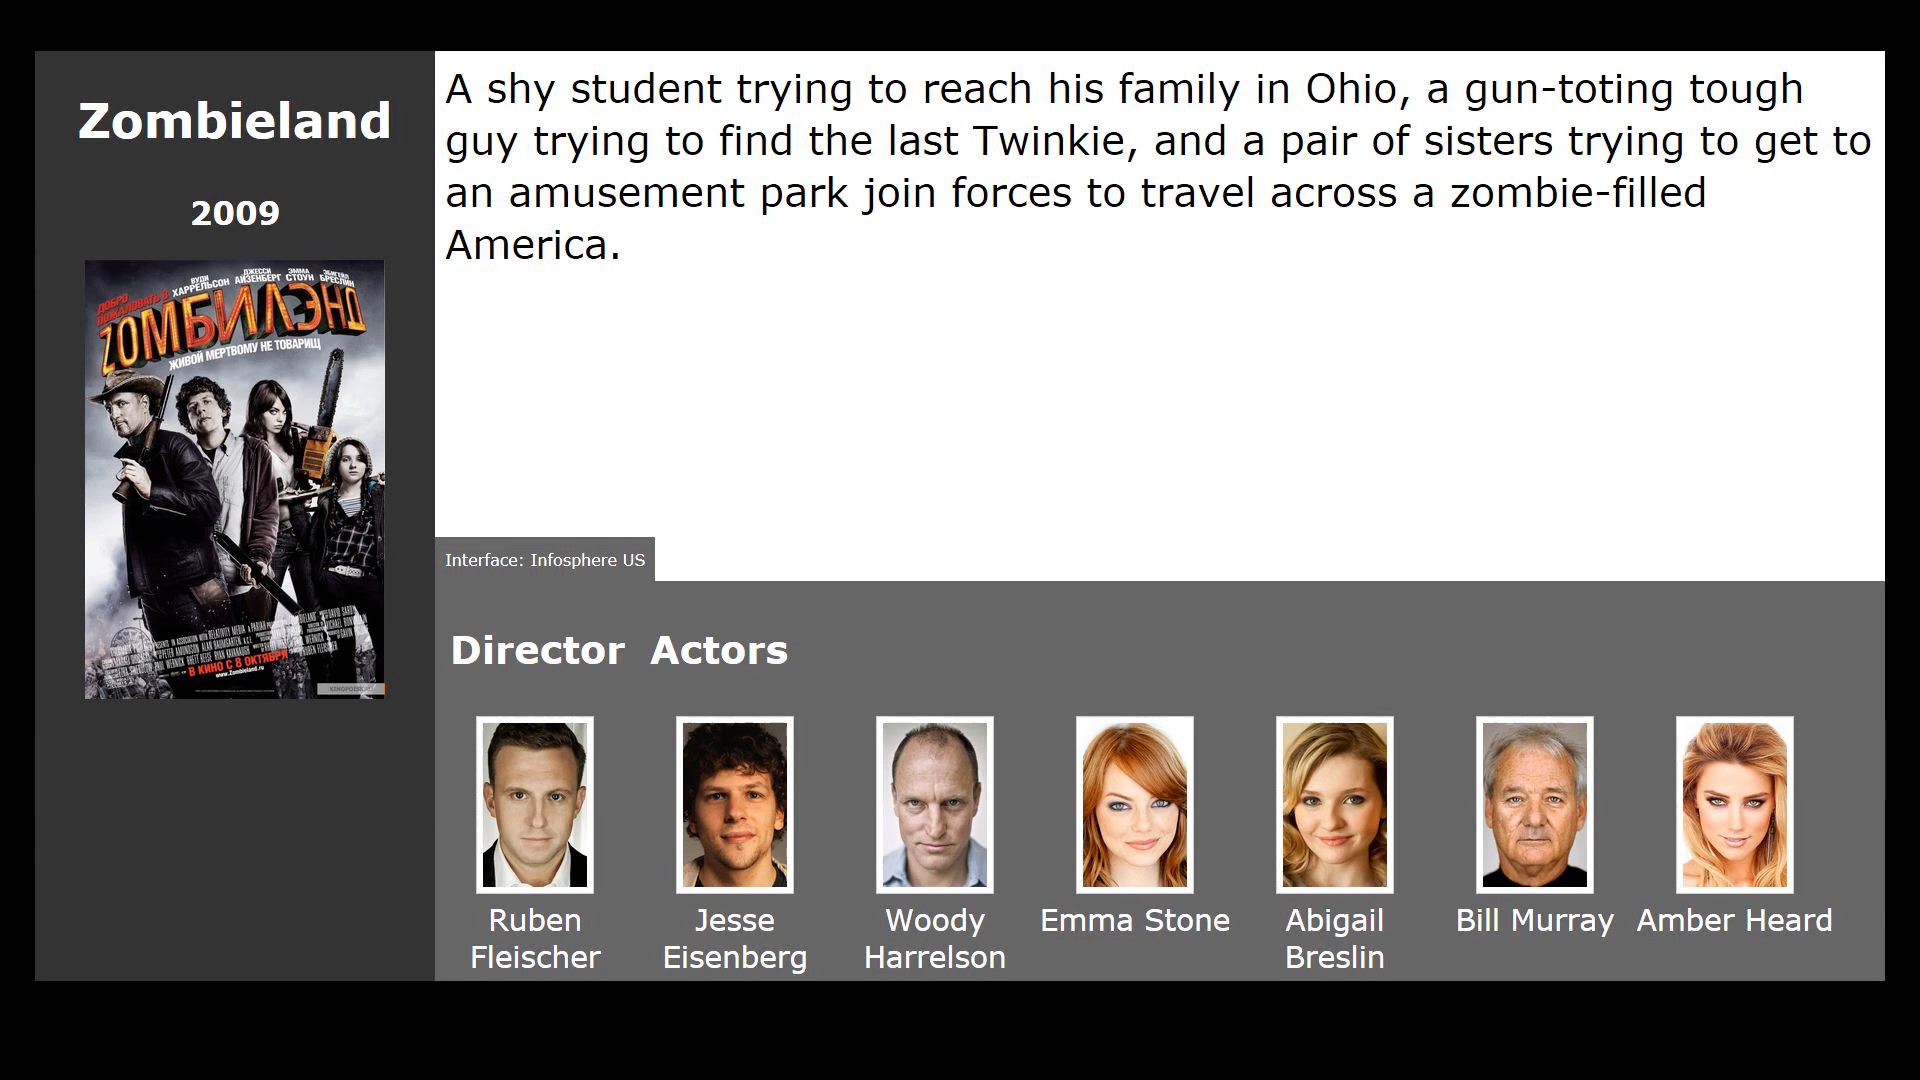 Zombieland
2009
ВУДИ
ХАРРЕЛЬСОН
ДЖЕССИ
АЙЗЕНБЕРГ
ЭММА
СТОУН
ЭБИГЕЙЛ
БРЕСЛИН
ДОБРО
ПОЖАЛОВАТЬ В
ZОМБИЛЭНД
ЖИВОЙ МЕРТВОМУ НЕ ТОВАРИЩ
В КИНО С 8 ОКТЯБРЯ
www.Zombieland.ru
A shy student trying to reach his family in Ohio, a gun-toting tough
guy trying to find the last Twinkie, and a pair of sisters trying to get to
an amusement park join forces to travel across a zombie-filled
America.
Interface: Infosphere US
Director Actors
Ruben
Fleischer
Jesse
Eisenberg
Woody
Harrelson
Emma Stone
Abigail
Breslin
Bill Murray
Amber Heard